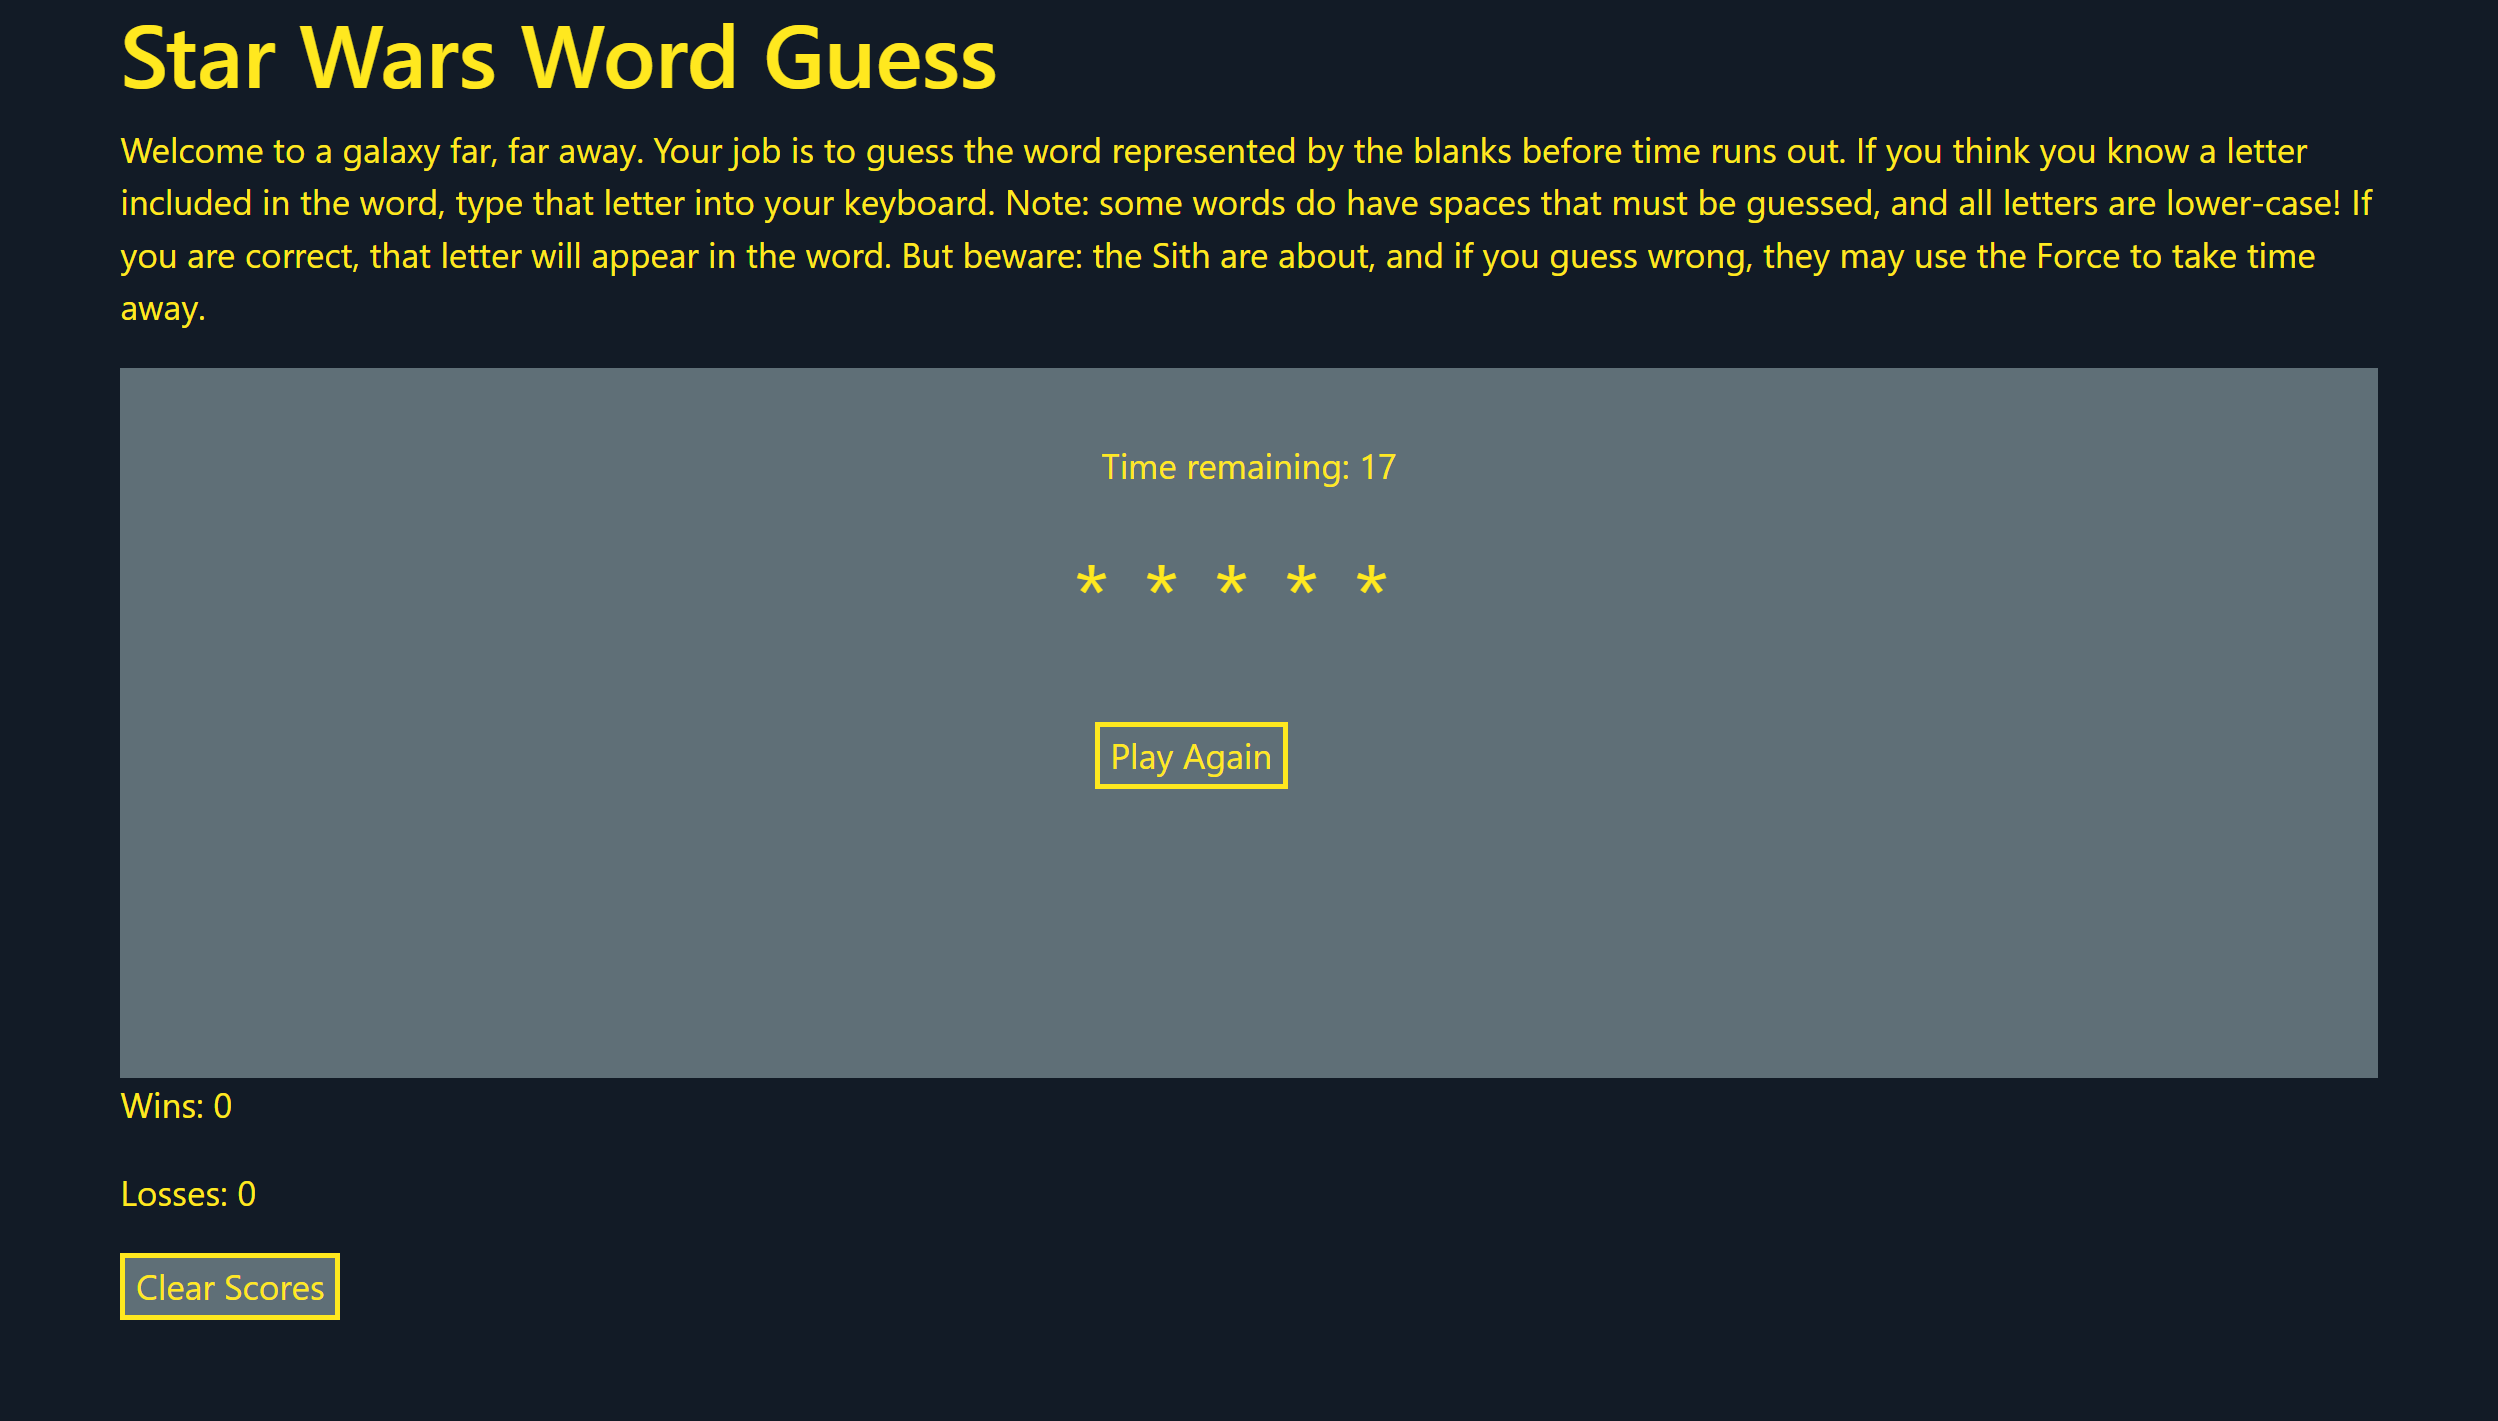 Star Wars Word Guess
Welcome to a galaxy far, far away. Your job is to guess the word represented by the blanks before time runs out. If you think you know a letter
included in the word, type that letter into your keyboard. Note: some words do have spaces that must be guessed, and all letters are lower-case! If
you are correct, that letter will appear in the word. But beware: the Sith are about, and if you guess wrong, they may use the Force to take time
away.
Time remaining: 17
* * * * *
Play Again
Wins: 0
Losses: 0
Clear Scores